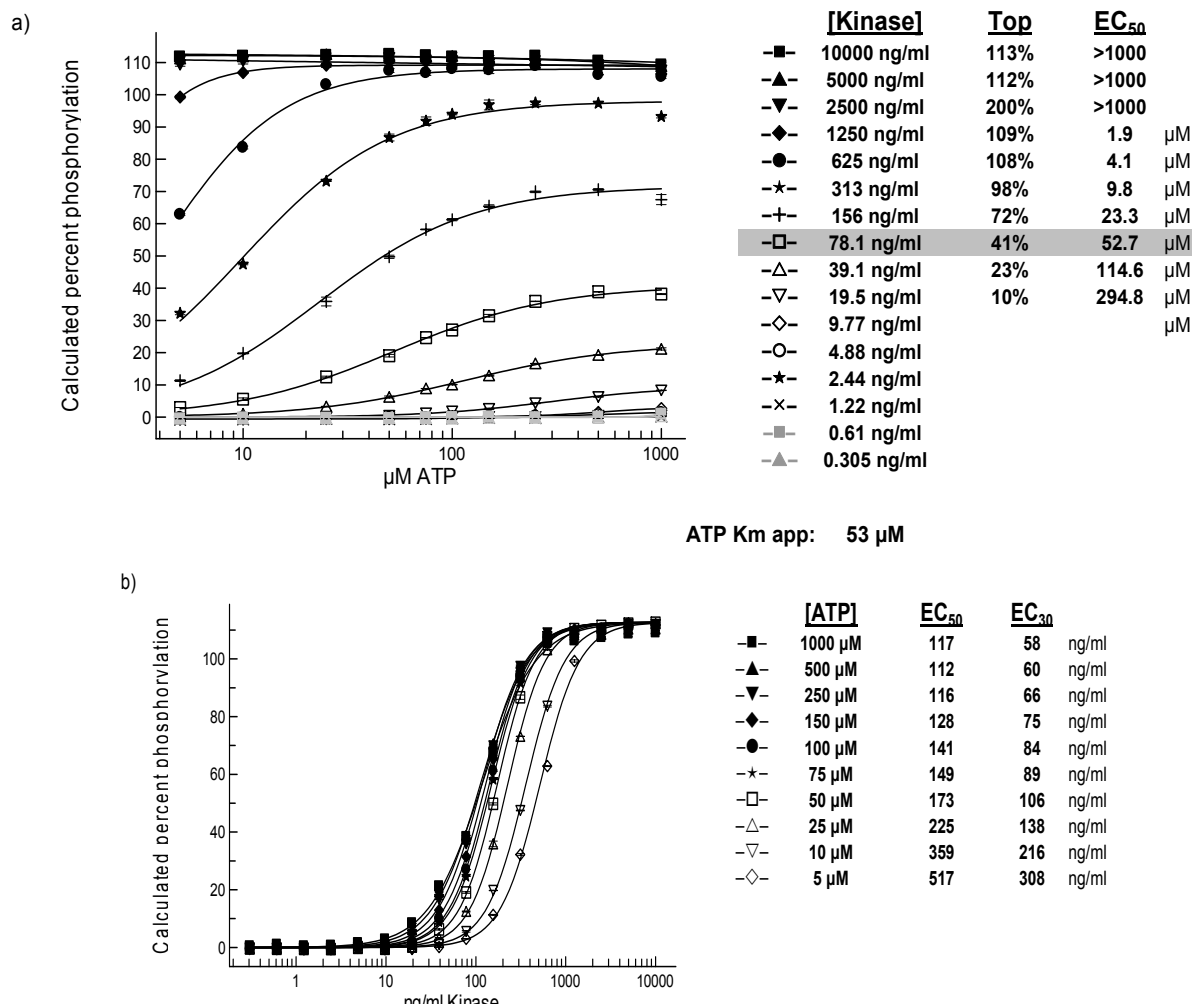 a)
[Kinase] Top EC50
10000 ng/ml 113% >1000
5000 ng/ml 112% >1000
2500 ng/ml 200% >1000
1250 ng/ml 109% 1.9 µM
625 ng/ml 108% 4.1 µM
313 ng/ml 98% 9.8 µM
156 ng/ml 72% 23.3 µM
78.1 ng/ml 41% 52.7 µM
39.1 ng/ml 23% 114.6 µM
19.5 ng/ml 10% 294.8 µM
9.77 ng/ml µM
4.88 ng/ml
2.44 ng/ml
1.22 ng/ml
0.61 ng/ml
0.305 ng/ml
Calculated percent phosphorylation
110
100
90
80
70
60
50
40
30
20
10
0
10 100 1000
µM ATP
ATP Km app: 53 µM
b)
[ATP] EC50 EC30
1000 µM 117 58 ng/ml
500 µM 112 60 ng/ml
250 µM 116 66 ng/ml
150 µM 128 75 ng/ml
100 µM 141 84 ng/ml
75 µM 149 89 ng/ml
50 µM 173 106 ng/ml
25 µM 225 138 ng/ml
10 µM 359 216 ng/ml
5 µM 517 308 ng/ml
Calculated percent phosphorylation
100
80
60
40
20
0
1 10 100 1000 10000
ng/ml Kinase